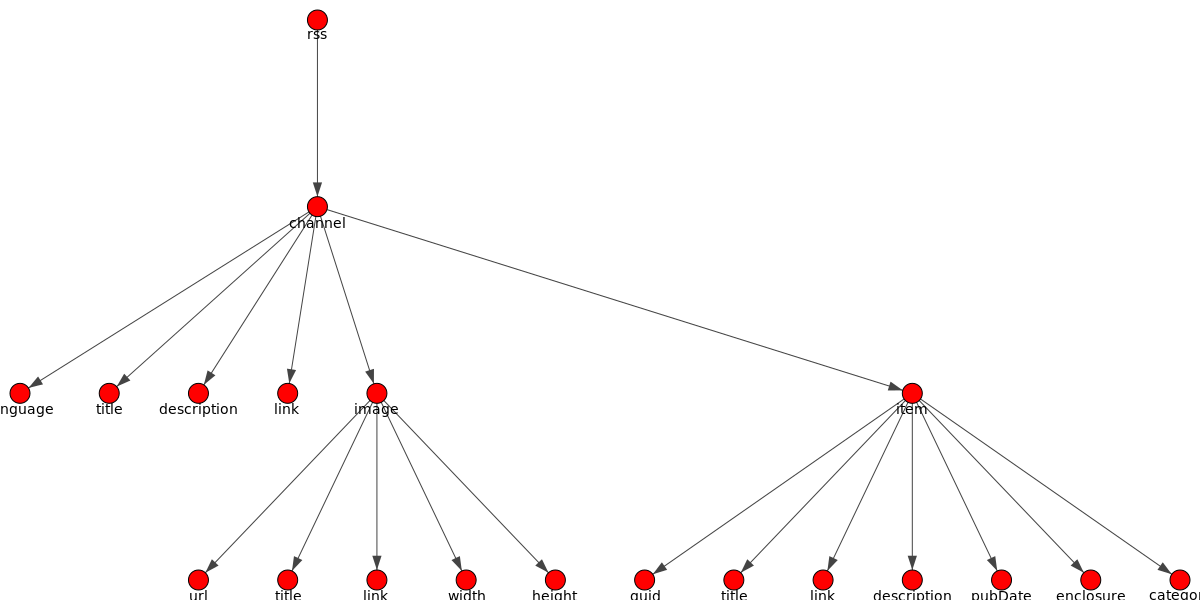 rss
channel
nguage
title
description
link
image
item
url
title
link
width
height
guid
title
link
description
pubDate
enclosure
categor